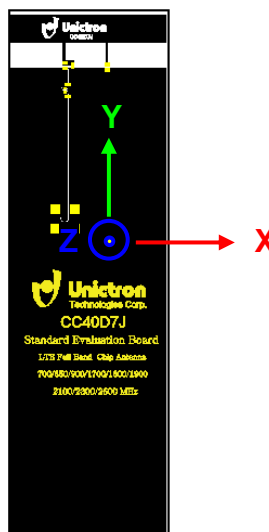 Unictron
Y
Z
X
Unictron
Technologies Corp.
CC40D7J
Standard Evaluation Board
LTE Full Band Chip Antenna
700/850/900/1700/1800/1900
2100/2300/2600 MHz